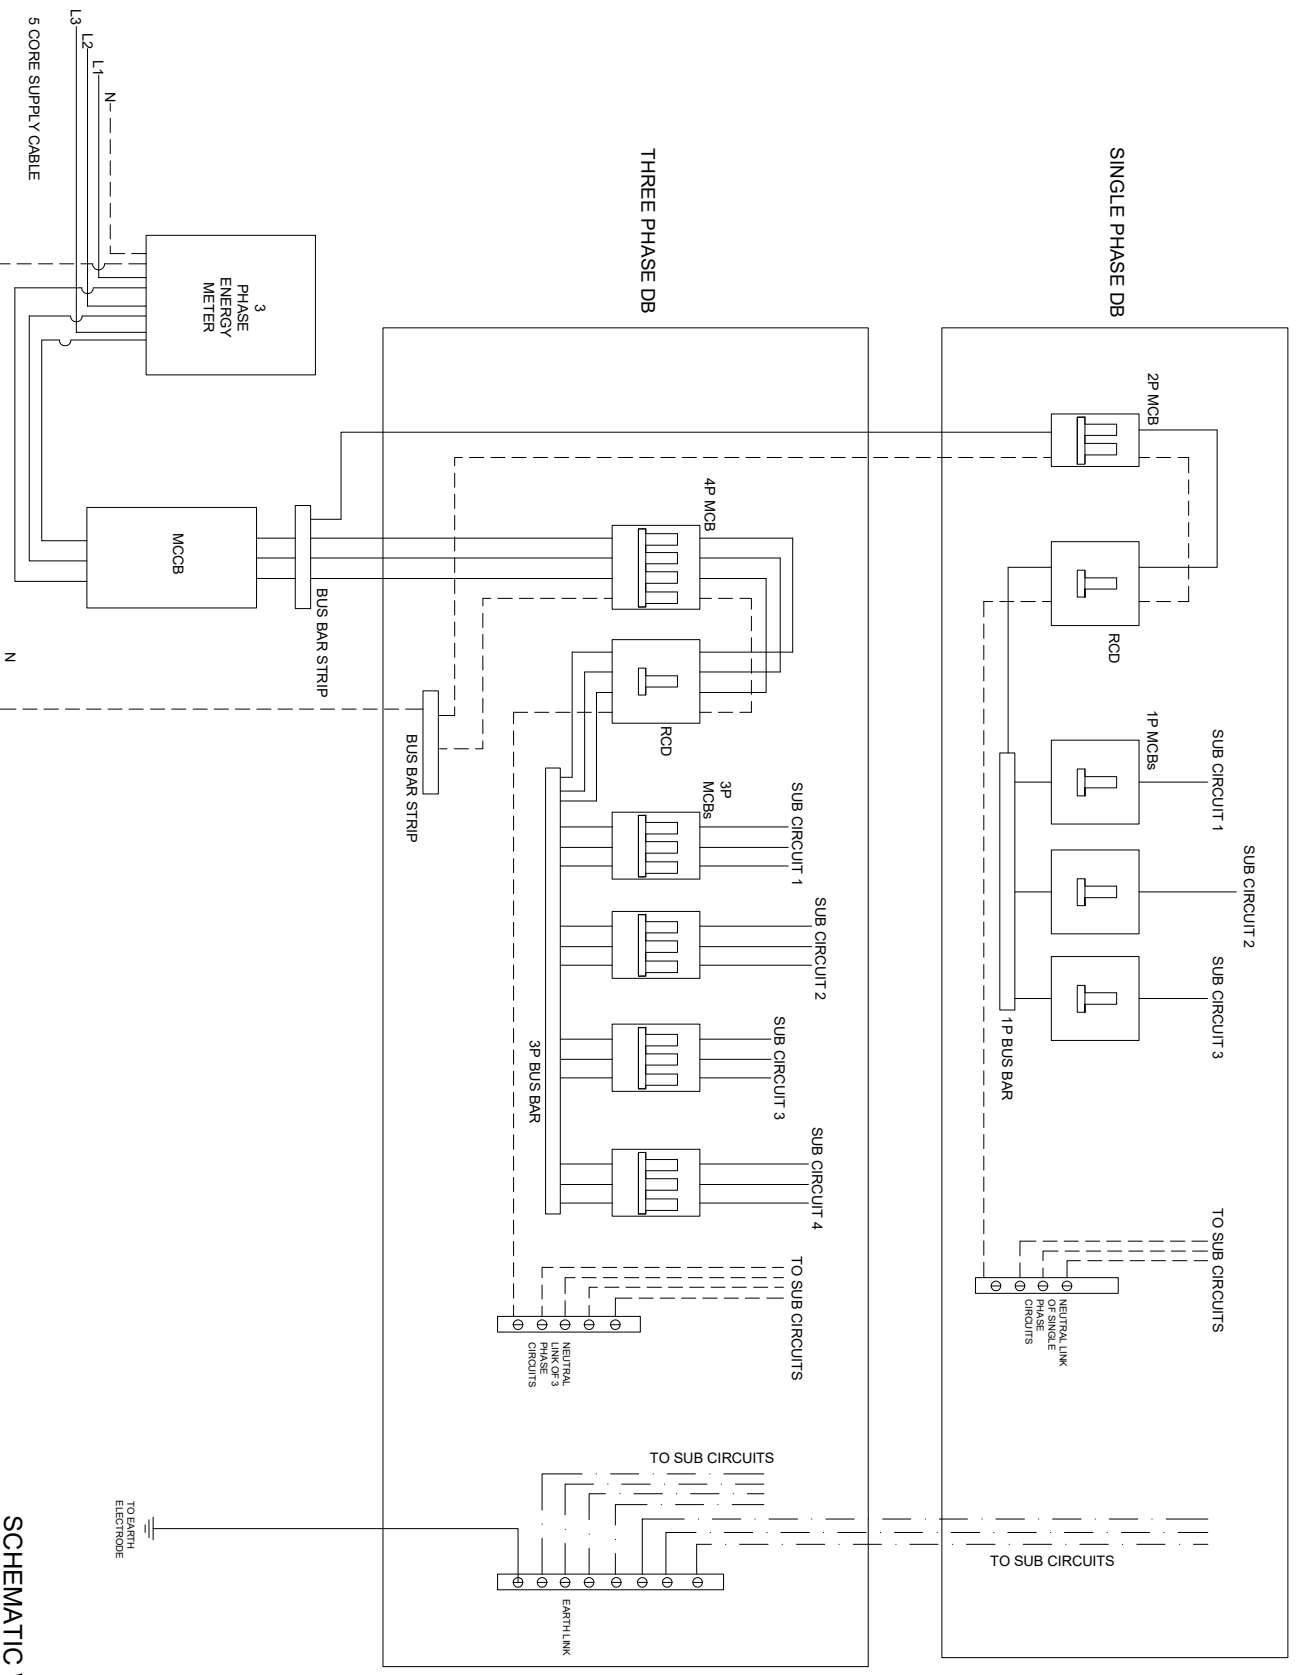 SINGLE PHASE DB
2P MCB
RCD
1P MCBs
SUB CIRCUIT 1
SUB CIRCUIT 2
SUB CIRCUIT 3
1P BUS BAR
TO SUB CIRCUITS
NEUTRAL LINK
OF SINGLE
PHASE
CIRCUITS
TO SUB CIRCUITS
THREE PHASE DB
4P MCB
RCD
3P
MCBs
SUB CIRCUIT 1
SUB CIRCUIT 2
SUB CIRCUIT 3
SUB CIRCUIT 4
3P BUS BAR
TO SUB CIRCUITS
NEUTRAL
LINK OF 3
PHASE
CIRCUITS
TO SUB CIRCUITS
EARTH LINK
BUS BAR STRIP
BUS BAR STRIP
3
PHASE
ENERGY
METER
MCCB
N
L1
L2
L3
5 CORE SUPPLY CABLE
N
TO EARTH
ELECTRODE
SCHEMATIC